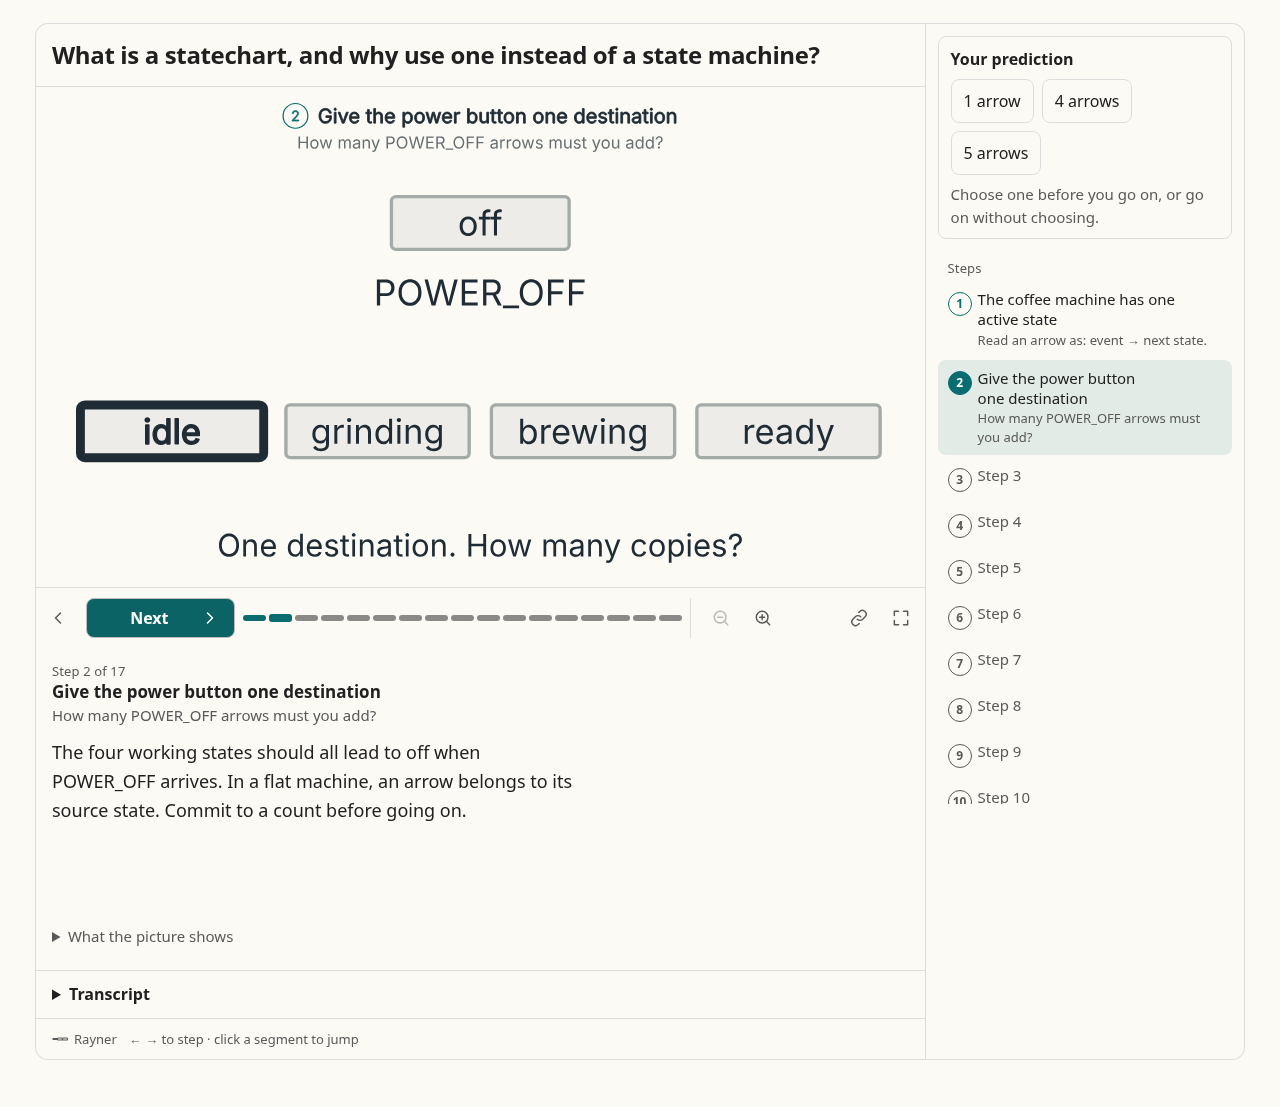 What is a statechart, and why use one instead of a state machine?
2 Give the power button one destination
How many POWER_OFF arrows must you add?
off
POWER_OFF
idle grinding brewing ready
One destination. How many copies?
Next
Step 2 of 17
Give the power button one destination
How many POWER_OFF arrows must you add?
The four working states should all lead to off when
POWER_OFF arrives. In a flat machine, an arrow belongs to its
source state. Commit to a count before going on.
▶ What the picture shows
▶ Transcript
Rayner ← → to step · click a segment to jump
Your prediction
1 arrow 4 arrows
5 arrows
Choose one before you go on, or go
on without choosing.
Steps
1 The coffee machine has one
active state
Read an arrow as: event → next state.
2 Give the power button
one destination
How many POWER_OFF arrows must
you add?
3 Step 3
4 Step 4
5 Step 5
6 Step 6
7 Step 7
8 Step 8
9 Step 9
10 Step 10